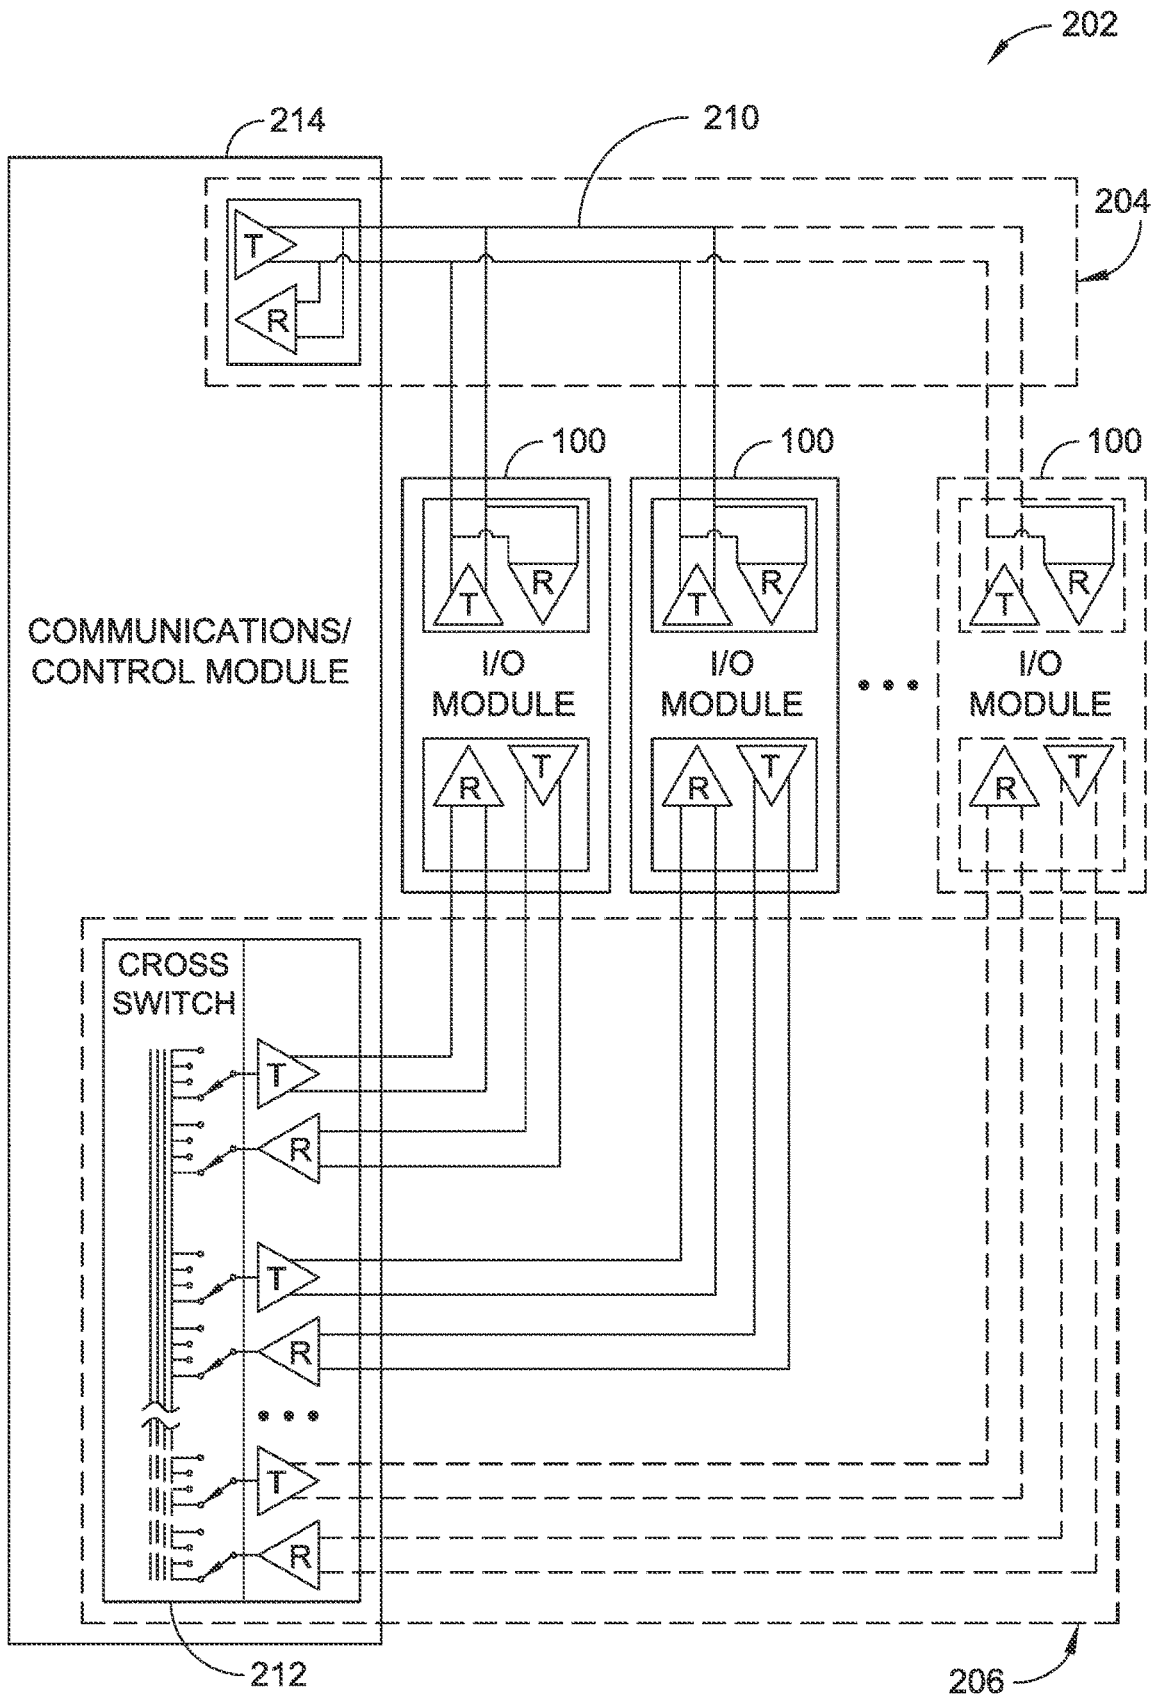 202
214
210
204
T
R
100
100
100
R
T
R
T
R
T
COMMUNICATIONS/
CONTROL MODULE
I/O
MODULE
I/O
MODULE
I/O
MODULE
R
T
R
T
R
T
CROSS
SWITCH
T
R
T
R
T
R
212
206